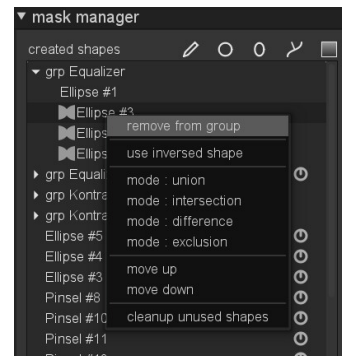 mask manager
created shapes
grp Equalizer
Ellipse #1
Ellipse #3
remove from group
Ellips
use inversed shape
Ellips
grp Equali
mode : union
grp Kontra
mode : intersection
grp Kontra
mode : difference
Ellipse #5
mode : exclusion
Ellipse #4
Ellipse #3
move up
Pinsel #8
move down
Pinsel #10
cleanup unused shapes
Pinsel #11